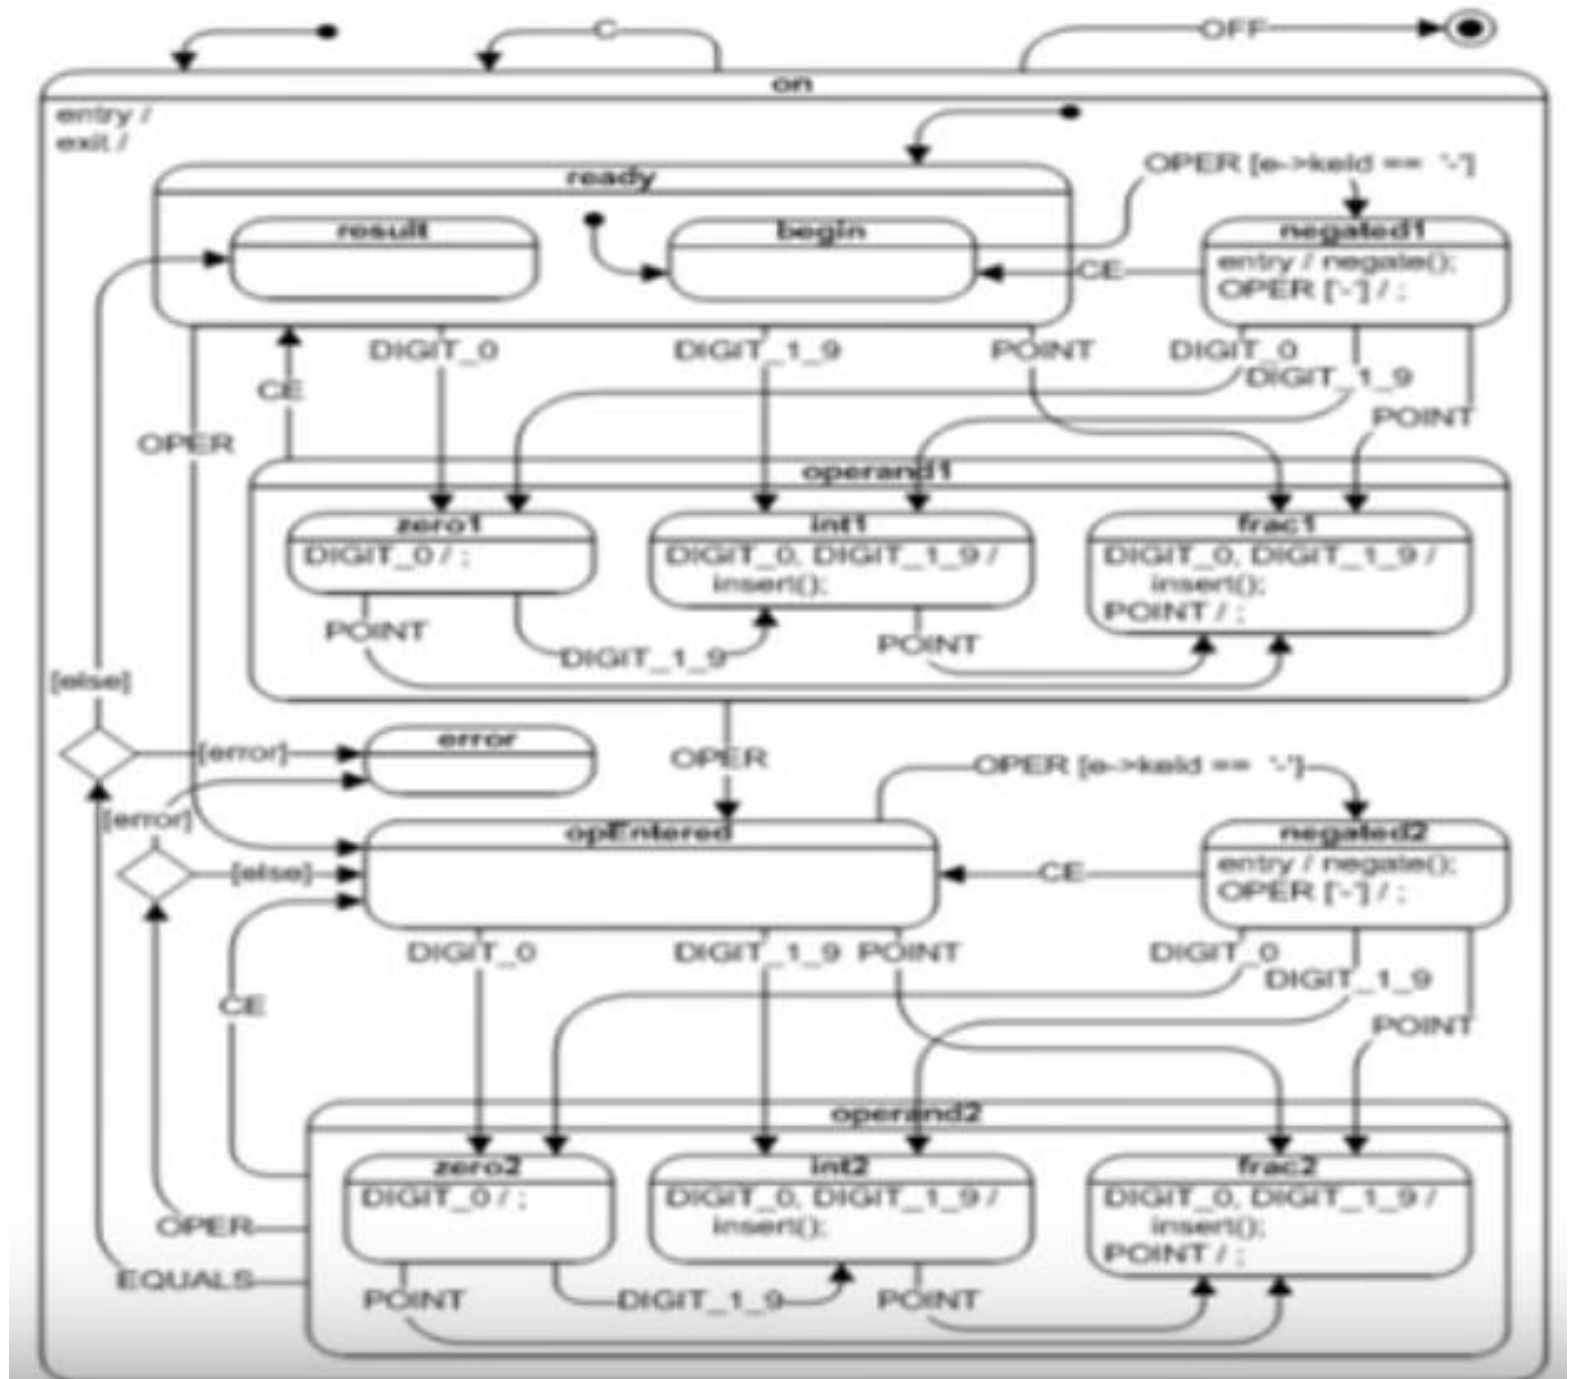 C
OFF
on
entry /
exit /
ready
OPER [e->keId == '-']
result
begin
negated1
entry / negate();
OPER ['-'] / ;
CE
DIGIT_0
DIGIT_1_9
POINT
DIGIT_0
DIGIT_1_9
POINT
CE
OPER
operand1
zero1
DIGIT_0 / ;
int1
DIGIT_0, DIGIT_1_9 /
insert();
frac1
DIGIT_0, DIGIT_1_9 /
insert();
POINT / ;
POINT
DIGIT_1_9
POINT
[else]
[error]
error
OPER
OPER [e->keId == '-']
[error]
opEntered
negated2
entry / negate();
OPER ['-'] / ;
[else]
CE
DIGIT_0
DIGIT_1_9
POINT
DIGIT_0
DIGIT_1_9
POINT
CE
operand2
zero2
DIGIT_0 / ;
int2
DIGIT_0, DIGIT_1_9 /
insert();
frac2
DIGIT_0, DIGIT_1_9 /
insert();
POINT / ;
OPER
EQUALS
POINT
DIGIT_1_9
POINT